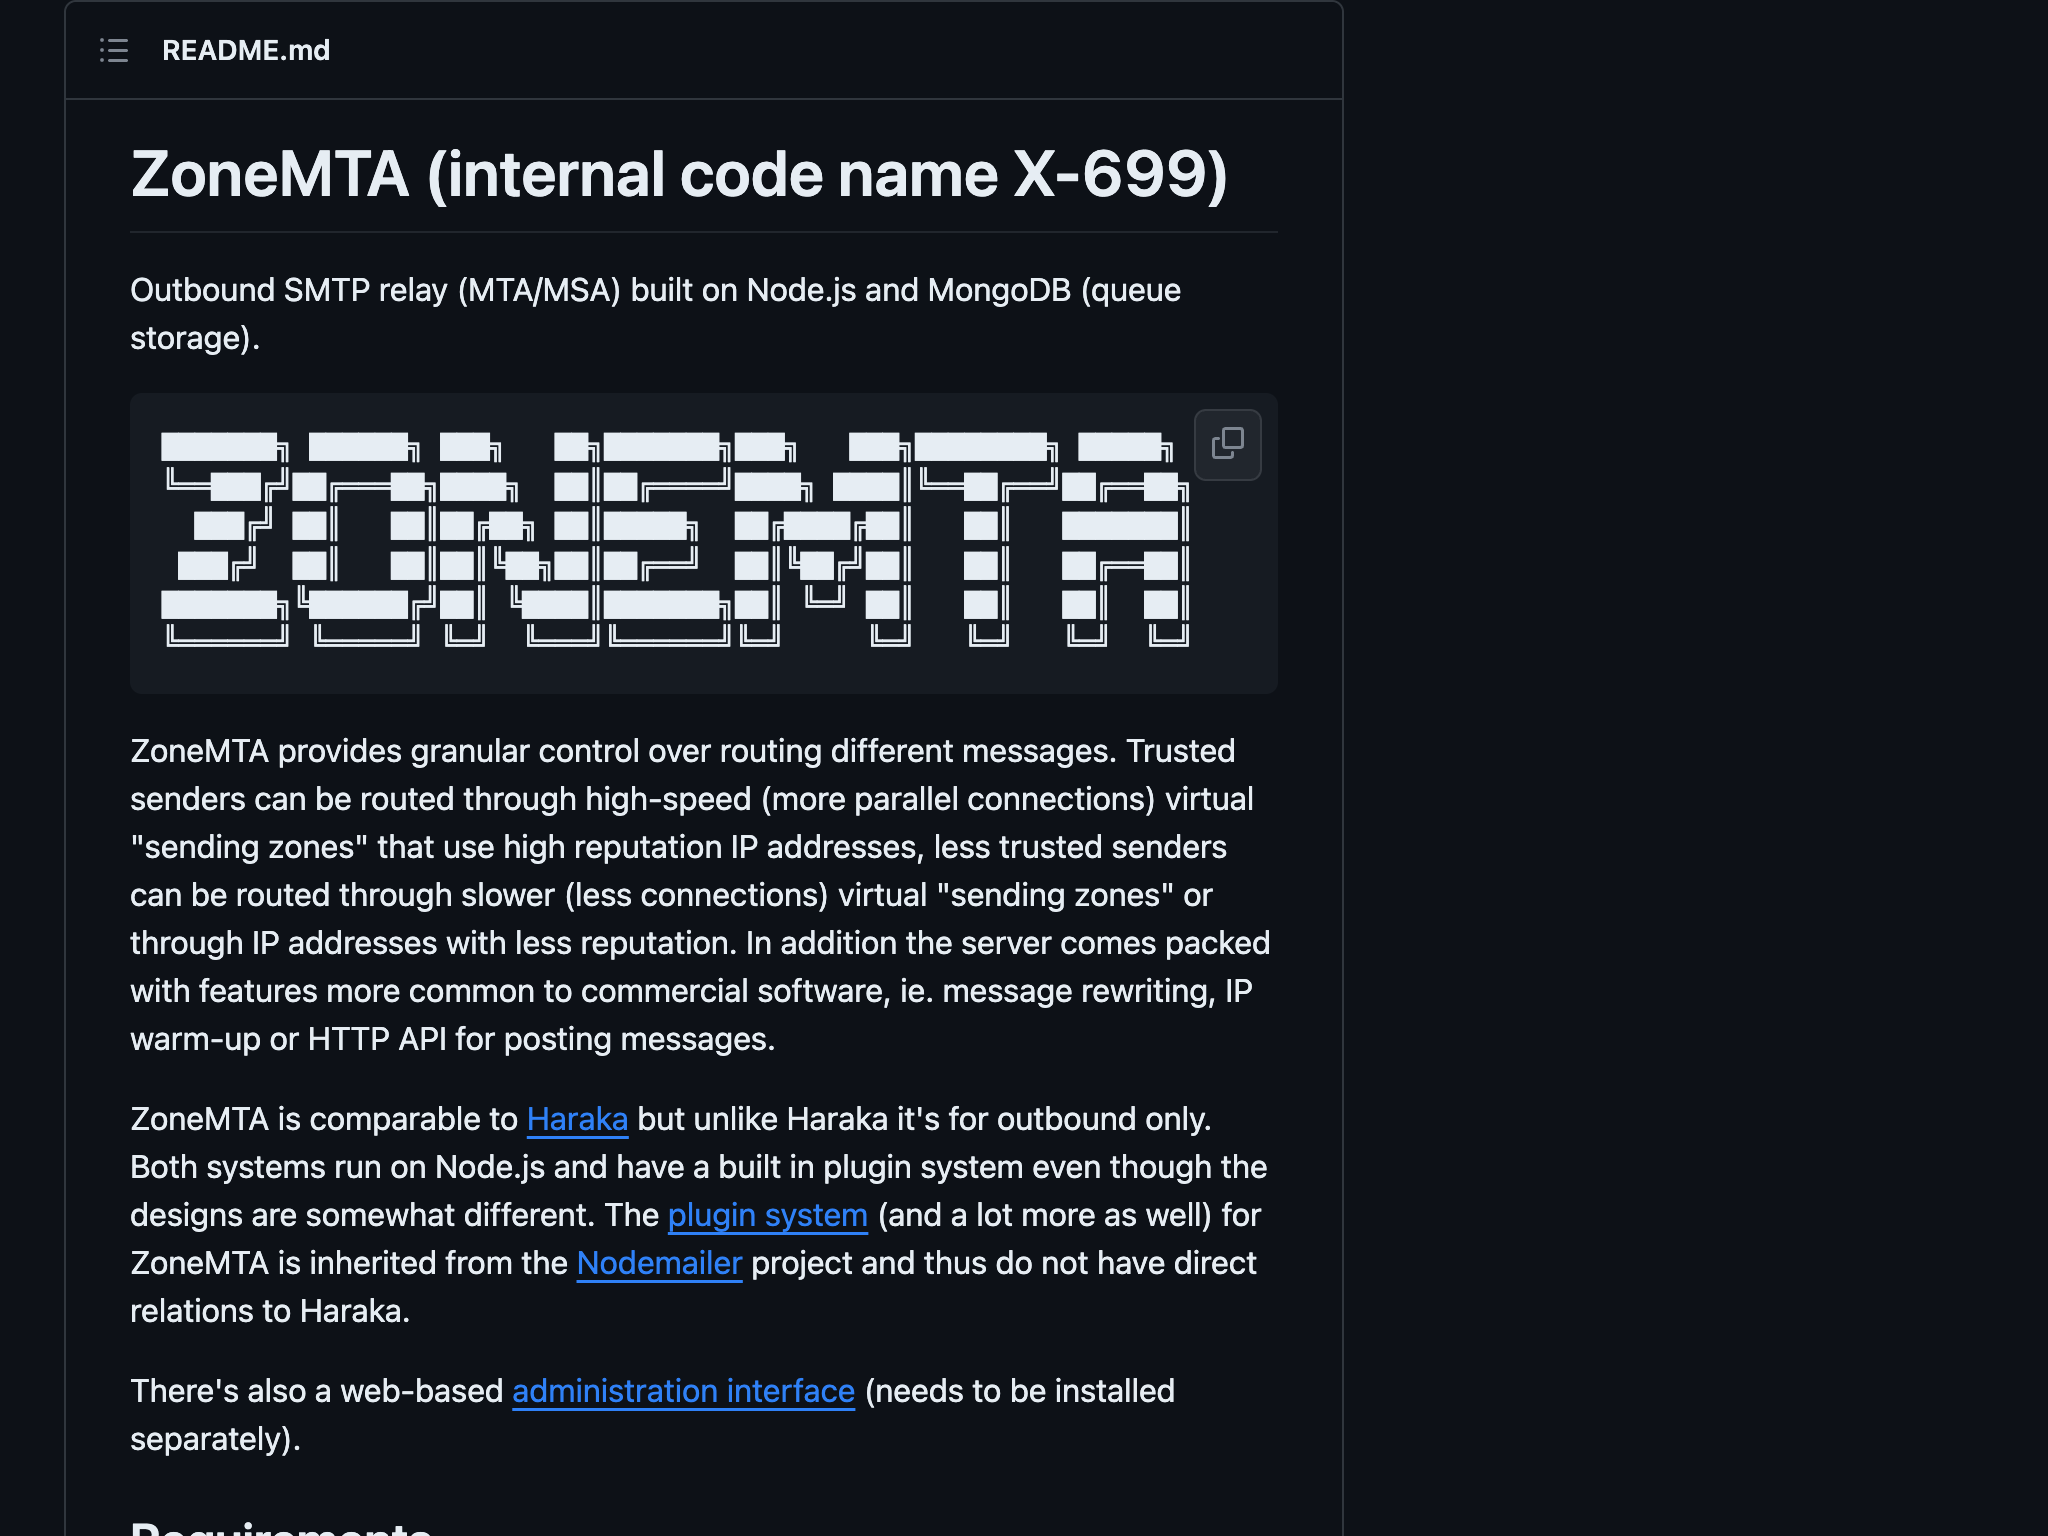 README.md
ZoneMTA (internal code name X-699)
Outbound SMTP relay (MTA/MSA) built on Node.js and MongoDB (queue
storage).
ZONEMTA
ZoneMTA provides granular control over routing different messages. Trusted
senders can be routed through high-speed (more parallel connections) virtual
"sending zones" that use high reputation IP addresses, less trusted senders
can be routed through slower (less connections) virtual "sending zones" or
through IP addresses with less reputation. In addition the server comes packed
with features more common to commercial software, ie. message rewriting, IP
warm-up or HTTP API for posting messages.
ZoneMTA is comparable to Haraka but unlike Haraka it's for outbound only.
Both systems run on Node.js and have a built in plugin system even though the
designs are somewhat different. The plugin system (and a lot more as well) for
ZoneMTA is inherited from the Nodemailer project and thus do not have direct
relations to Haraka.
There's also a web-based administration interface (needs to be installed
separately).
Requirements